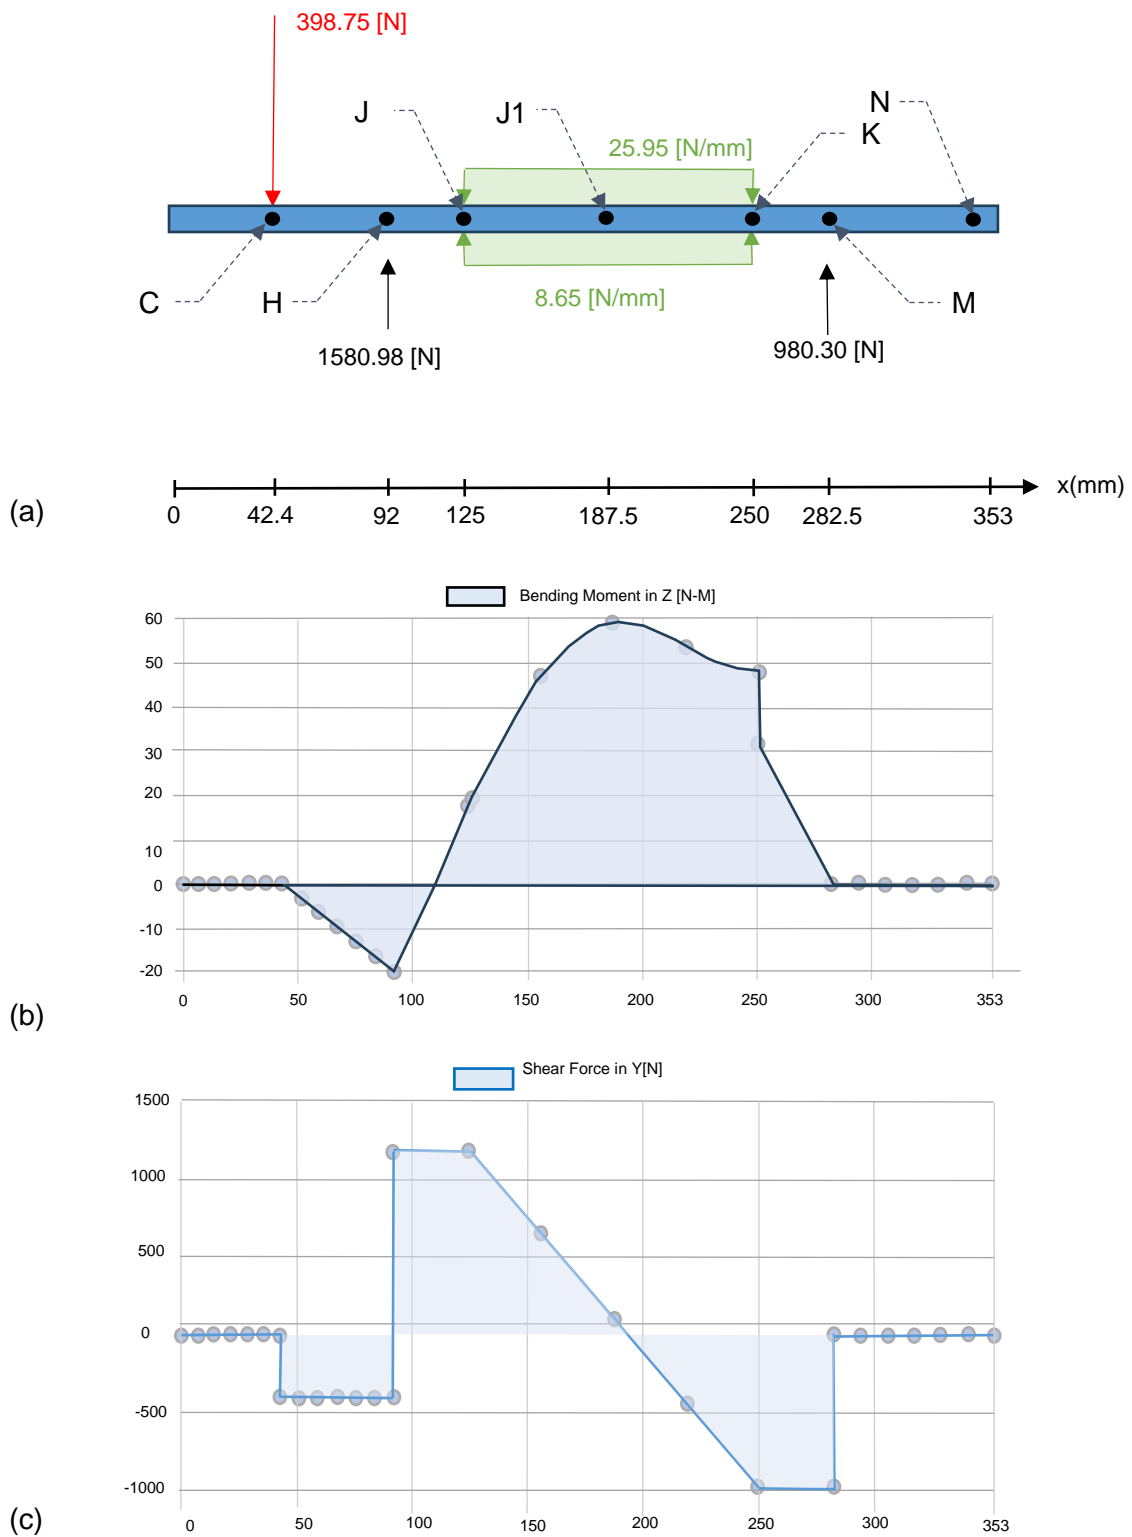 398.75 [N]
J
J1
N
K
25.95 [N/mm]
C
H
8.65 [N/mm]
M
1580.98 [N]
980.30 [N]
(a)
x(mm)
0 42.4 92 125 187.5 250 282.5 353
Bending Moment in Z [N-M]
60
50
40
30
20
10
0
-10
-20
0 50 100 150 200 250 300 353
(b)
Shear Force in Y[N]
1500
1000
500
0
-500
-1000
0 50 100 150 200 250 300 353
(c)